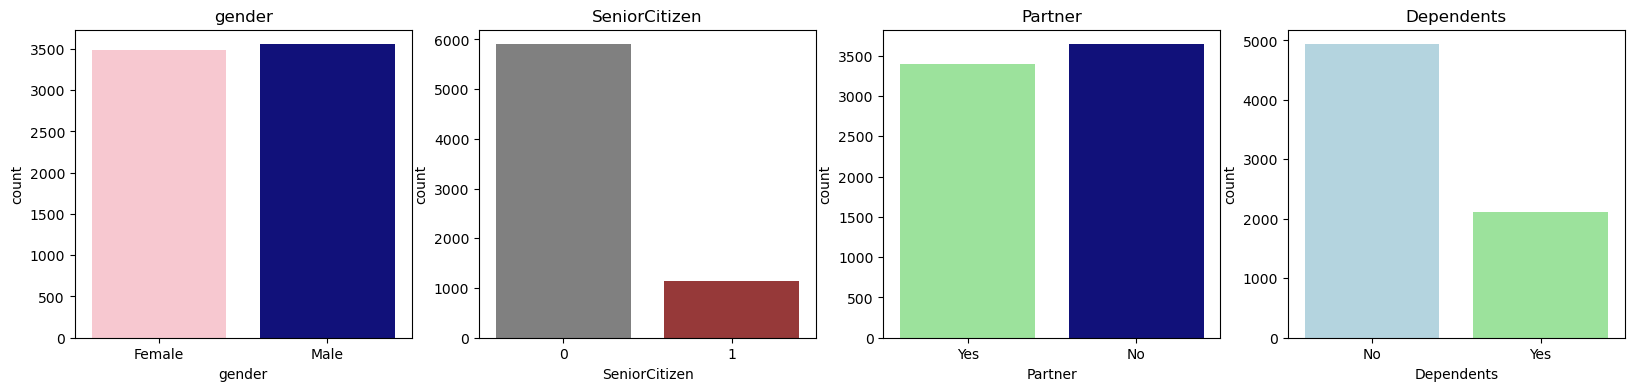 gender
count
3500
3000
2500
2000
1500
1000
500
0
Female Male
gender
SeniorCitizen
count
6000
5000
4000
3000
2000
1000
0
0 1
SeniorCitizen
Partner
count
3500
3000
2500
2000
1500
1000
500
0
Yes No
Partner
Dependents
count
5000
4000
3000
2000
1000
0
No Yes
Dependents